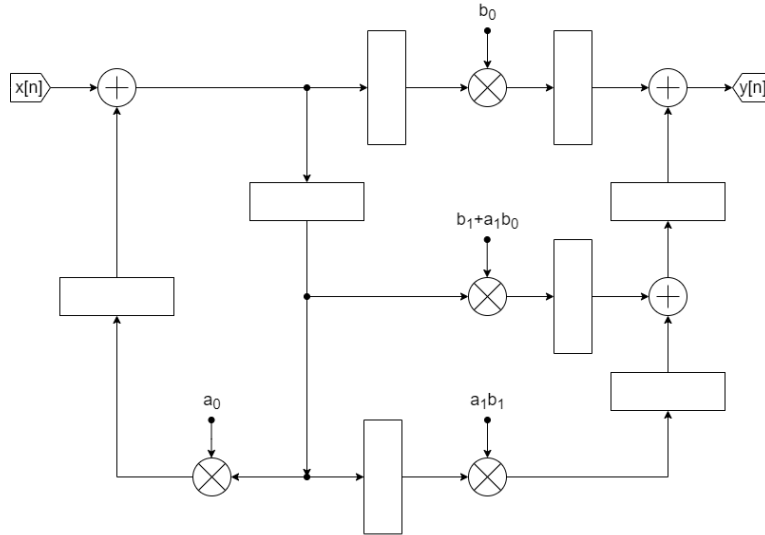 b₀
x[n]
y[n]
b₁+a₁b₀
a₀
a₁b₁